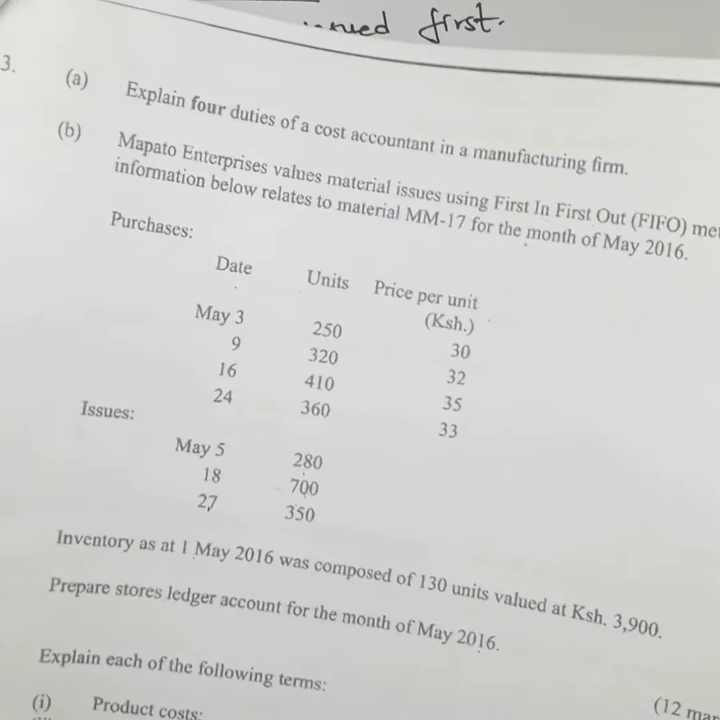 first.
3. (a) Explain four duties of a cost accountant in a manufacturing firm.
(b) Mapato Enterprises values material issues using First In First Out (FIFO)
information below relates to material MM-17 for the month of May 2016.
Purchases:
Date Units Price per unit
(Ksh.)
May 3 250 30
9 320 32
16 410 35
24 360 33
Issues:
May 5 280
18 700
27 350
Inventory as at 1 May 2016 was composed of 130 units valued at Ksh. 3,900.
Prepare stores ledger account for the month of May 2016.
(12
Explain each of the following terms:
(i) Product costs: